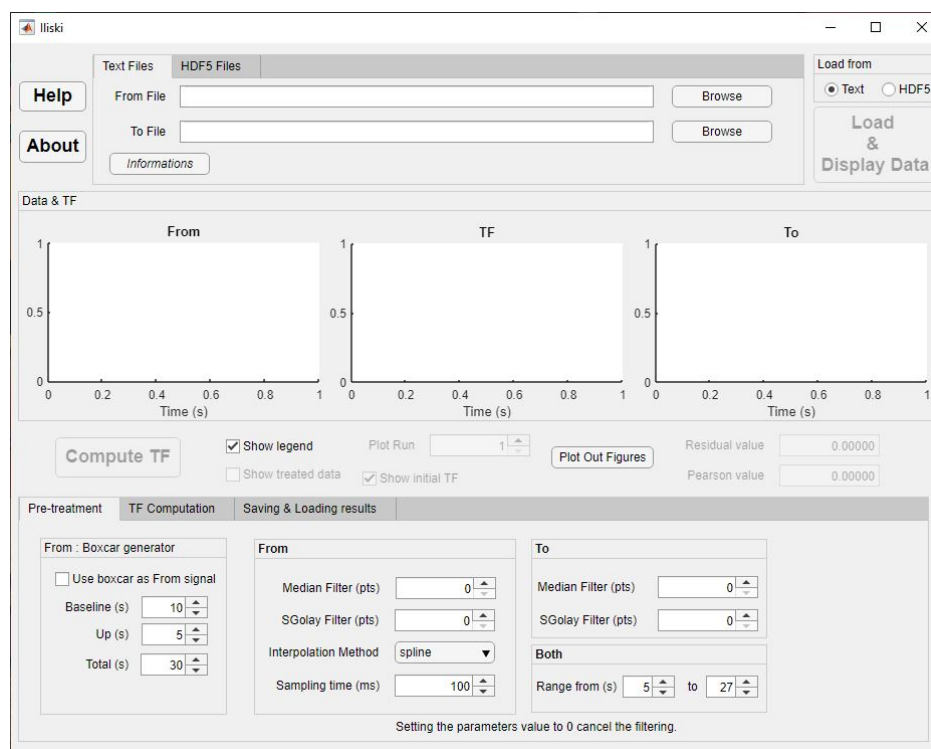 Iliski
Text Files HDF5 Files
Load from
Help
From File
Browse
Text HDF5
About
To File
Browse
Load
&
Display Data
Informations
Data & TF
From
TF
To
1
0.5
0
0 0.2 0.4 0.6 0.8 1
Time (s)
1
0.5
0
0 0.2 0.4 0.6 0.8 1
Time (s)
1
0.5
0
0 0.2 0.4 0.6 0.8 1
Time (s)
Compute TF
Show legend
Show treated data
Plot Run 1
Show initial TF
Plot Out Figures
Residual value 0.00000
Pearson value 0.00000
Pre-treatment TF Computation Saving & Loading results
From : Boxcar generator
Use boxcar as From signal
Baseline (s) 10
Up (s) 5
Total (s) 30
From
Median Filter (pts) 0
SGolay Filter (pts) 0
Interpolation Method spline
Sampling time (ms) 100
To
Median Filter (pts) 0
SGolay Filter (pts) 0
Both
Range from (s) 5 to 27
Setting the parameters value to 0 cancel the filtering.